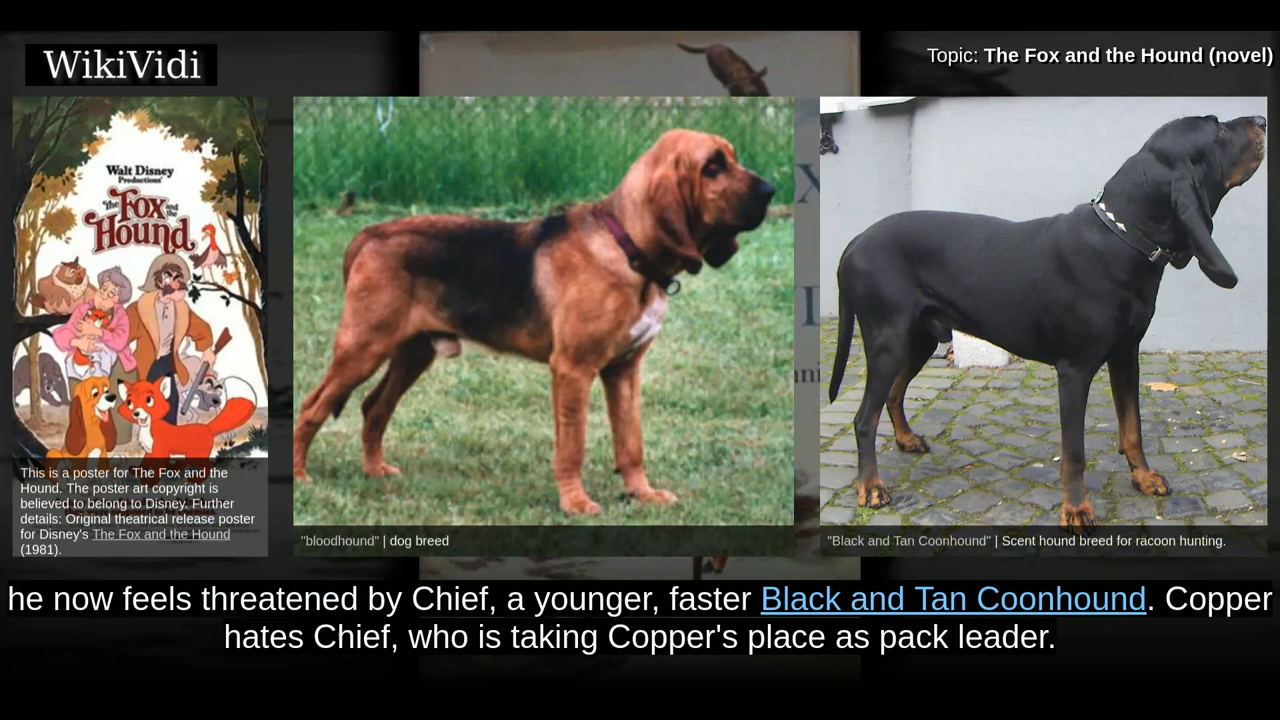 WikiVidi
Topic: The Fox and the Hound (novel)
Walt Disney
Productions'
The Fox and the
Hound
This is a poster for The Fox and the
Hound. The poster art copyright is
believed to belong to Disney. Further
details: Original theatrical release poster
for Disney's The Fox and the Hound
(1981).
"bloodhound" | dog breed
"Black and Tan Coonhound" | Scent hound breed for racoon hunting.
he now feels threatened by Chief, a younger, faster Black and Tan Coonhound. Copper
hates Chief, who is taking Copper's place as pack leader.